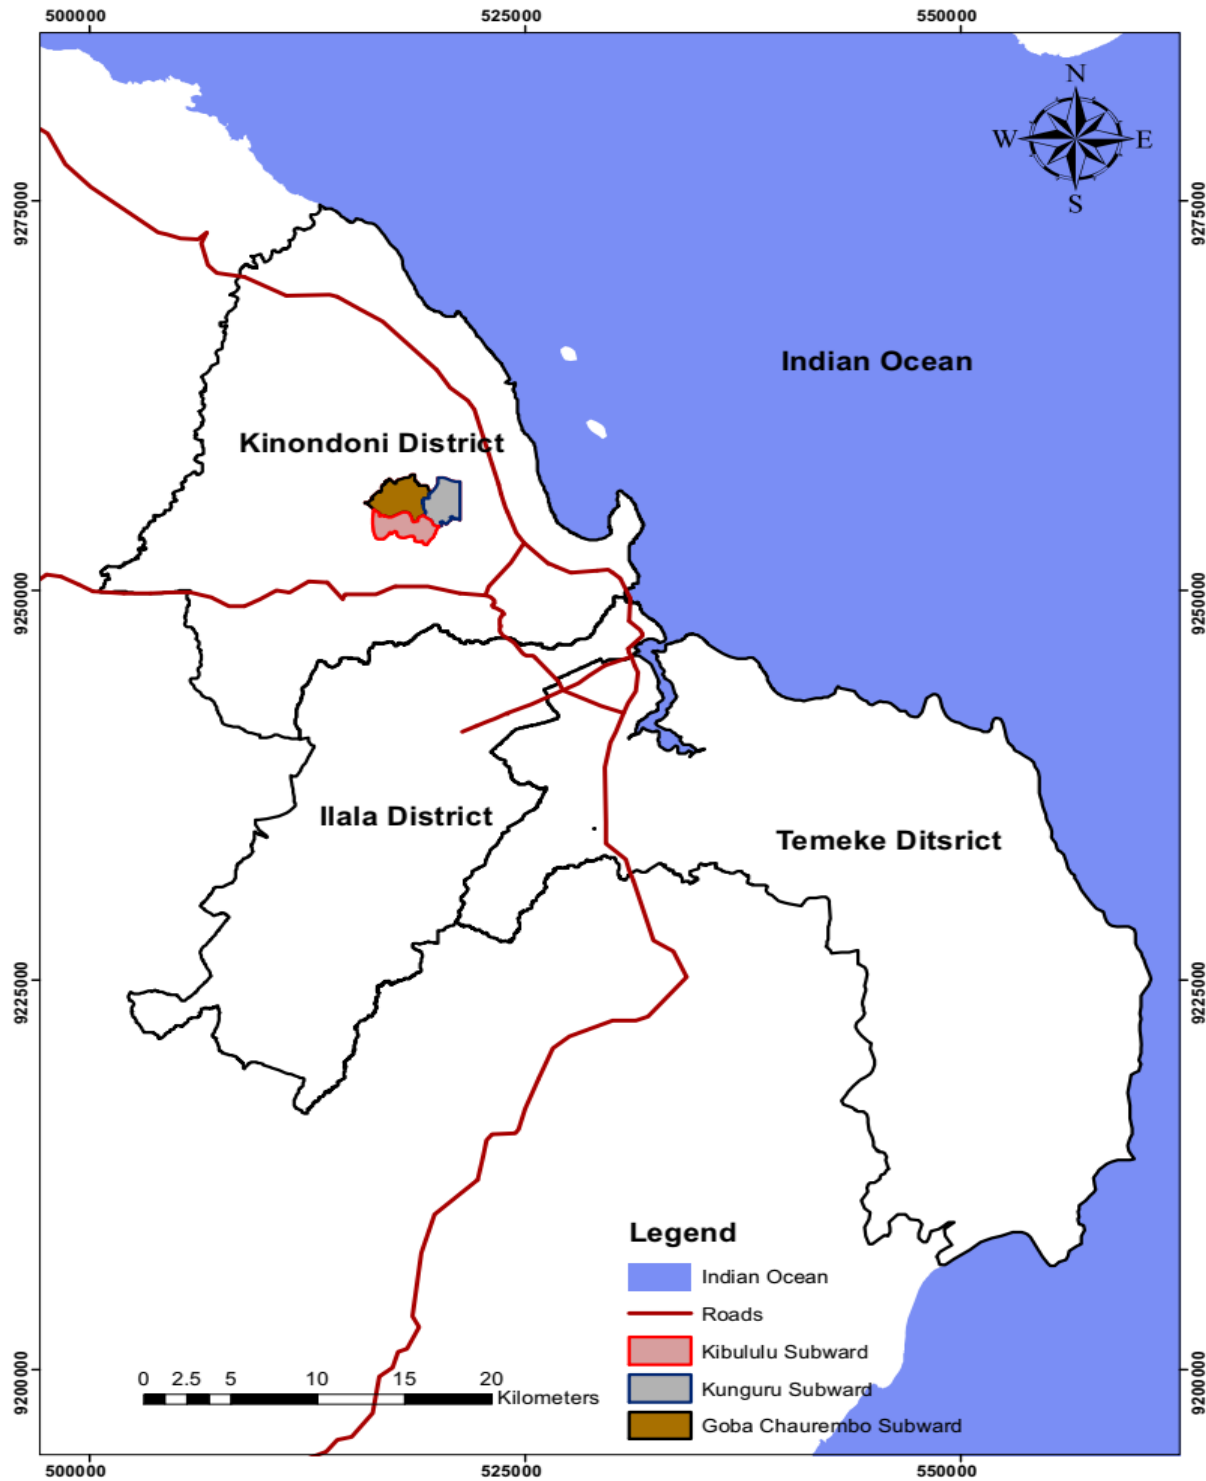 500000 525000 550000
N
W E
S
9275000 9275000
Indian Ocean
Kinondoni District
9250000 9250000
Ilala District
Temeke Ditsrict
9225000 9225000
Legend
Indian Ocean
Roads
Kibululu Subward
Kunguru Subward
Goba Chaurembo Subward
0 2.5 5 10 15 20
Kilometers
9200000 9200000
500000 525000 550000